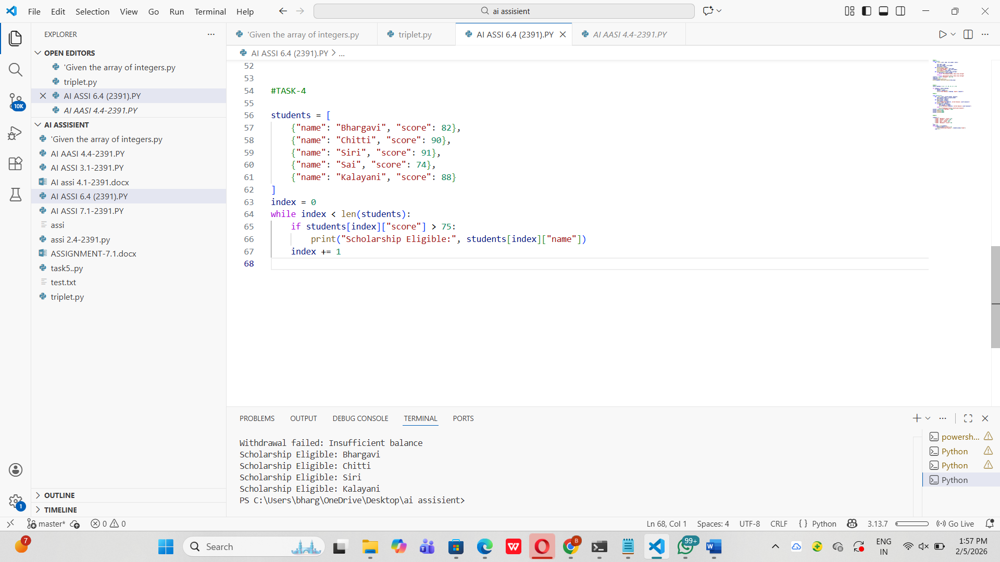 File Edit Selection View Go Run Terminal Help
ai assisient
EXPLORER
OPEN EDITORS
'Given the array of integers.py
triplet.py
AI ASSI 6.4 (2391).PY
AI AASI 4.4-2391.PY
AI ASSISIENT
'Given the array of integers.py
AI AASI 4.4-2391.PY
AI ASSI 3.1-2391.PY
AI assi 4.1-2391.docx
AI ASSI 6.4 (2391).PY
AI ASSI 7.1-2391.PY
assi
assi 2.4-2391.py
ASSIGNMENT-7.1.docx
task5..py
test.txt
triplet.py
OUTLINE
TIMELINE
10K
1
'Given the array of integers.py triplet.py AI ASSI 6.4 (2391).PY AI AASI 4.4-2391.PY
AI ASSI 6.4 (2391).PY > ...
52
53
54 #TASK-4
55
56 students = [
57 {"name": "Bhargavi", "score": 82},
58 {"name": "Chitti", "score": 90},
59 {"name": "Siri", "score": 91},
60 {"name": "Sai", "score": 74},
61 {"name": "Kalayani", "score": 88}
62 ]
63 index = 0
64 while index < len(students):
65 if students[index]["score"] > 75:
66 print("Scholarship Eligible:", students[index]["name"])
67 index += 1
68
PROBLEMS OUTPUT DEBUG CONSOLE TERMINAL PORTS
Withdrawal failed: Insufficient balance
Scholarship Eligible: Bhargavi
Scholarship Eligible: Chitti
Scholarship Eligible: Siri
Scholarship Eligible: Kalayani
PS C:\Users\bharg\OneDrive\Desktop\ai assisient>
powersh...
Python
Python
Python
master* 0 0 Ln 68, Col 1 Spaces: 4 UTF-8 CRLF { } Python 3.13.7 Go Live
7
Search
B
99+
ENG
IN
1:57 PM
2/5/2026